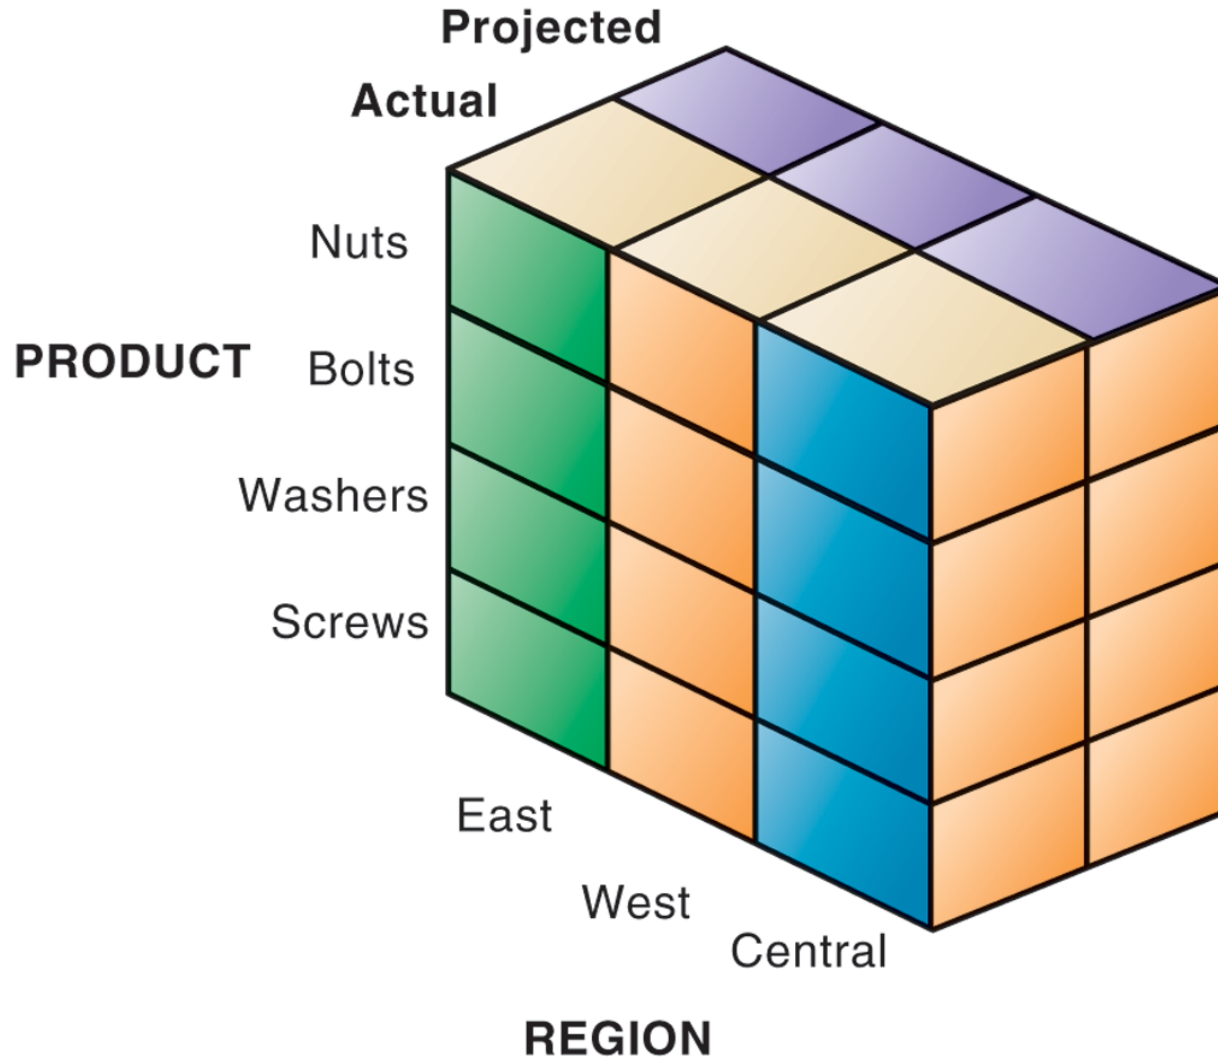 Projected
Actual
Nuts
PRODUCT
Bolts
Washers
Screws
East
West
Central
REGION